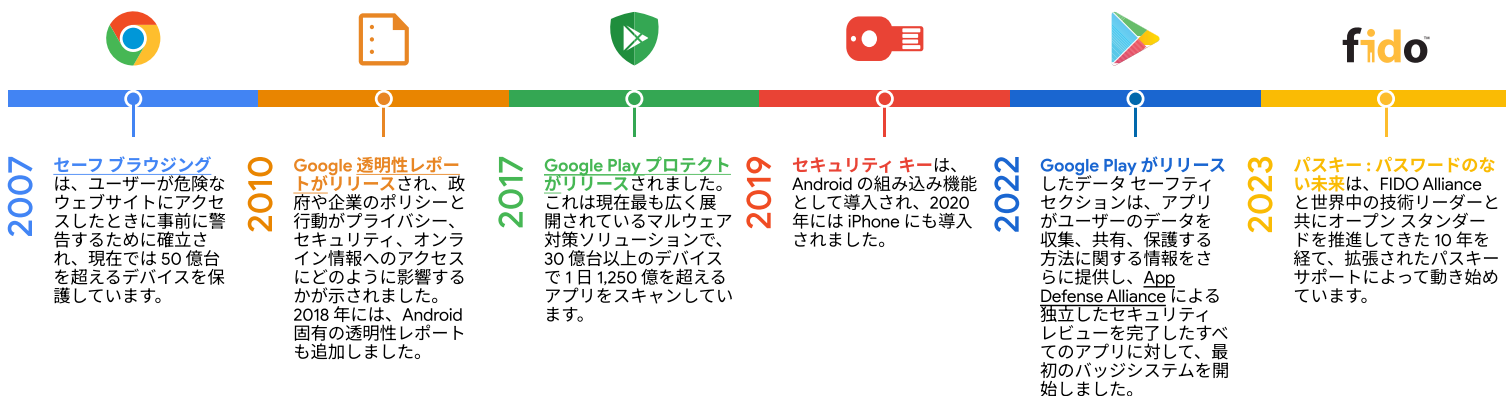 fido™
2007
セーフ ブラウジング
は、ユーザーが危険な
ウェブサイトにアクセ
スしたときに事前に警
告するために確立さ
れ、現在では 50 億台
を超えるデバイスを保
護しています。
2010
Google 透明性レポー
トがリリースされ、政
府や企業のポリシーと
行動がプライバシー、
セキュリティ、オンラ
イン情報へのアクセス
にどのように影響する
かが示されました。
2018 年には、Android
固有の透明性レポート
も追加しました。
2017
Google Play プロテクト
がリリースされました。
これは現在最も広く展
開されているマルウェア
対策ソリューションで、
30 億台以上のデバイス
で 1 日 1,250 億を超える
アプリをスキャンしてい
ます。
2019
セキュリティ キーは、
Android の組み込み機能
として導入され、2020
年には iPhone にも導入
されました。
2022
Google Play がリリース
したデータ セーフティ
セクションは、アプリ
がユーザーのデータを
収集、共有、保護する
方法に関する情報をさ
らに提供し、App
Defense Alliance による
独立したセキュリティ
レビューを完了したすべ
てのアプリに対して、最
初のバッジシステムを開
始しました。
2023
パスキー : パスワードのな
い未来は、FIDO Alliance
と世界中の技術リーダーと
共にオープン スタンダー
ドを推進してきた 10 年を
経て、拡張されたパスキー
サポートによって動き始め
ています。